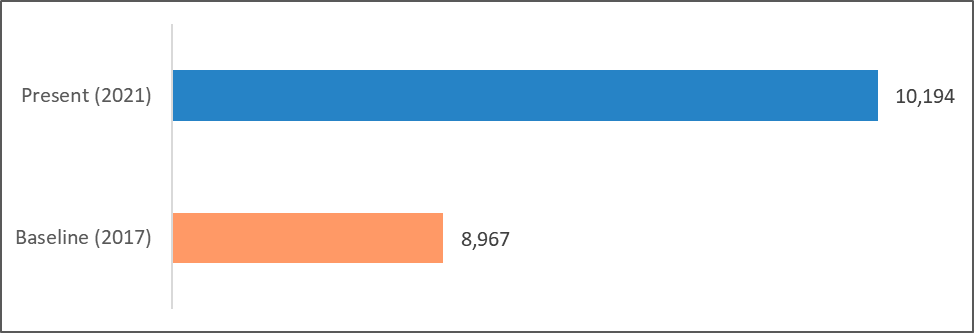 Present (2021)
10,194
Baseline (2017)
8,967